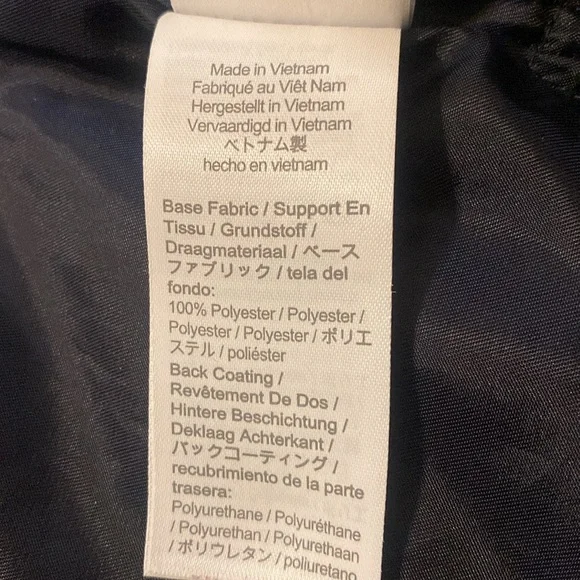 Made in Vietnam
Fabriqué au Viêt Nam
Hergestellt in Vietnam
Vervaardigd in Vietnam
ベトナム製
hecho en vietnam
Base Fabric / Support En
Tissu / Grundstoff /
Draagmateriaal / ベース
ファブリック / tela del
fondo:
100% Polyester / Polyester /
Polyester / Polyester / ポリエ
ステル / poliéster
Back Coating /
Revêtement De Dos /
Hintere Beschichtung /
Deklaag Achterkant /
バックコーティング /
recubrimiento de la parte
trasera:
Polyurethane / Polyuréthane
/ Polyurethan / Polyurethaan
/ ポリウレタン / poliuretano